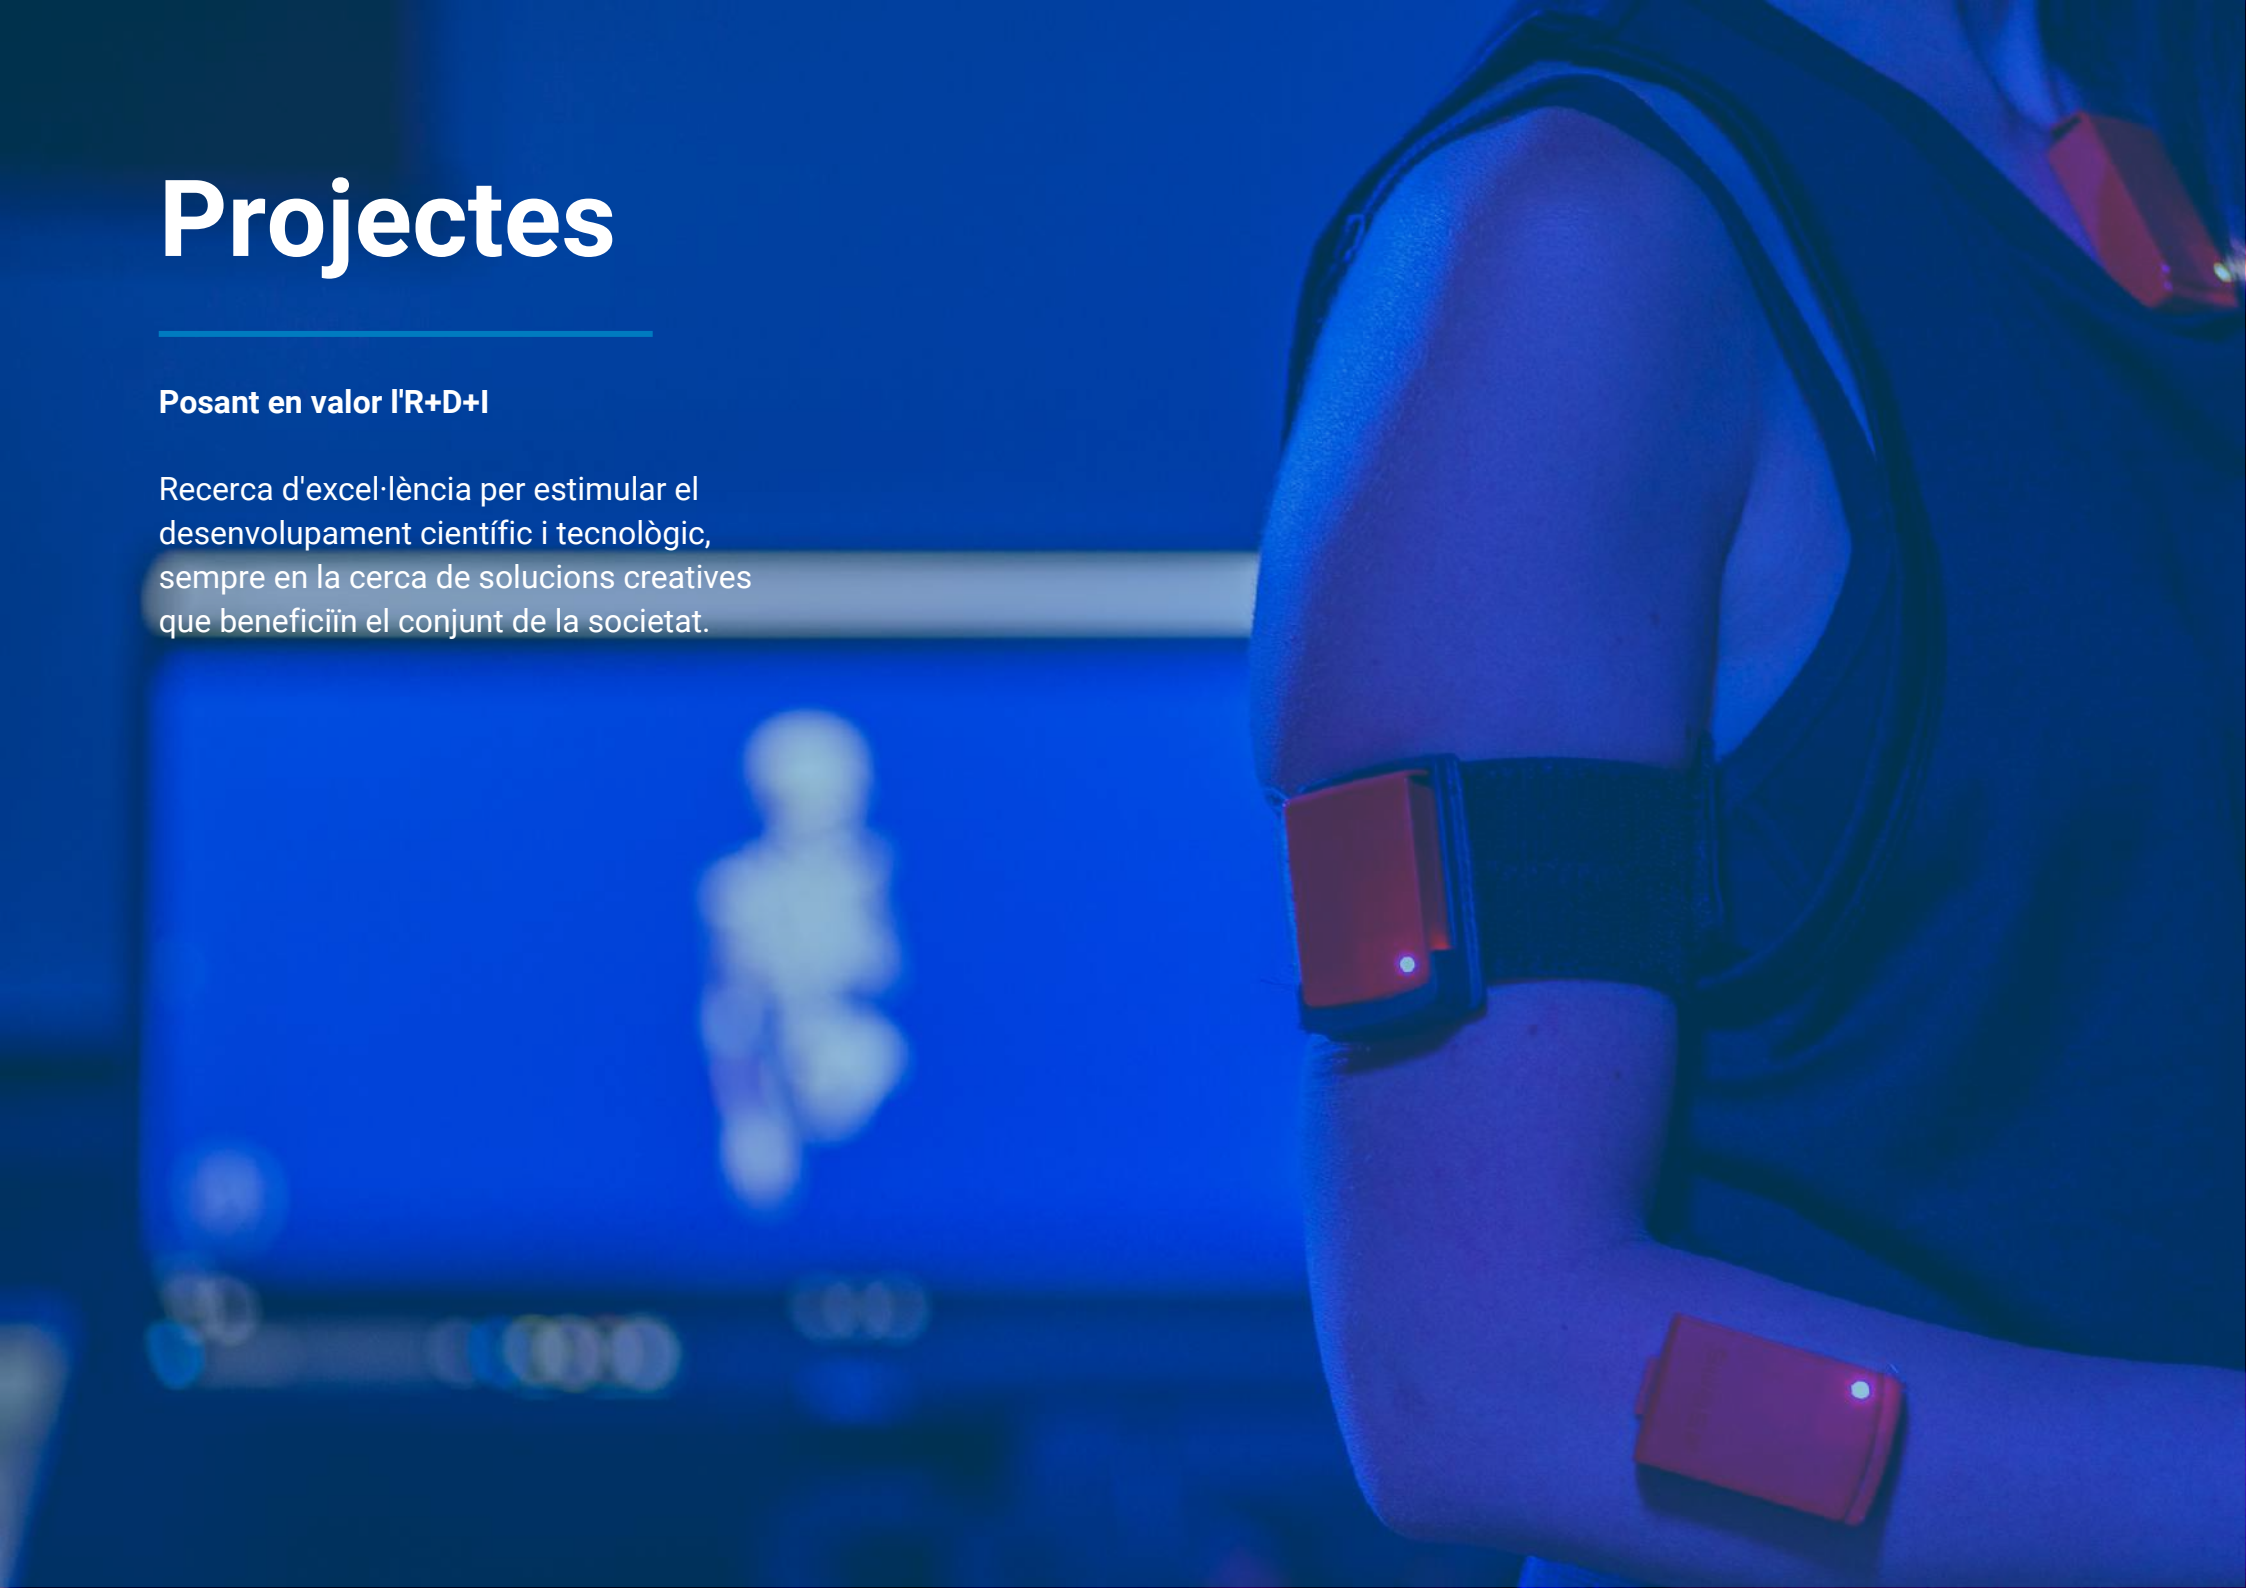 Projectes
Posant en valor l'R+D+I
Recerca d'excel·lència per estimular el
desenvolupament científic i tecnològic,
sempre en la cerca de solucions creatives
que beneficiïn el conjunt de la societat.